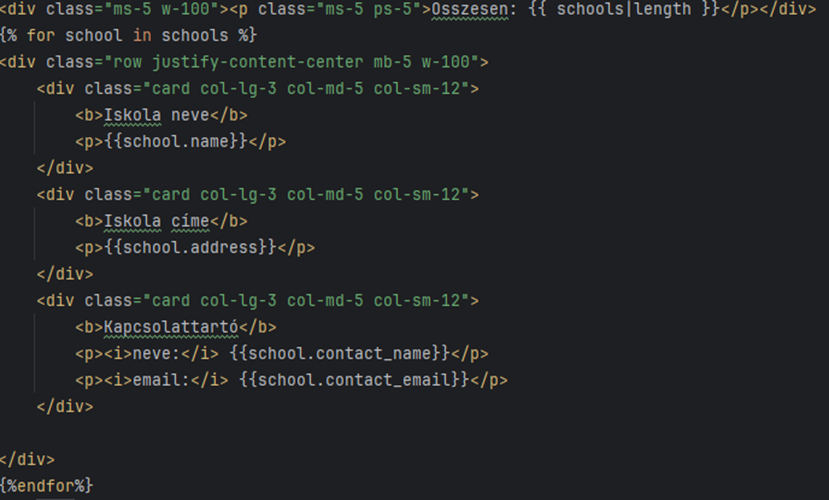 <div class="ms-5 w-100"><p class="ms-5 ps-5">Összesen: {{ schools|length }}</p></div>
{% for school in schools %}
<div class="row justify-content-center mb-5 w-100">
    <div class="card col-lg-3 col-md-5 col-sm-12">
        <b>Iskola neve</b>
        <p>{{school.name}}</p>
    </div>
    <div class="card col-lg-3 col-md-5 col-sm-12">
        <b>Iskola címe</b>
        <p>{{school.address}}</p>
    </div>
    <div class="card col-lg-3 col-md-5 col-sm-12">
        <b>Kapcsolattartó</b>
        <p><i>neve:</i> {{school.contact_name}}</p>
        <p><i>email:</i> {{school.contact_email}}</p>
    </div>
</div>
{%endfor%}